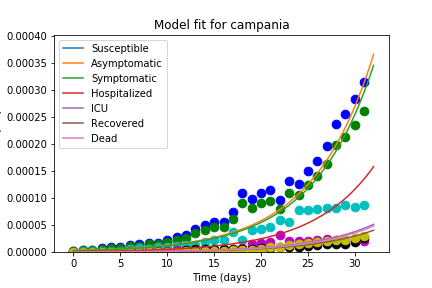 Model fit for campania
0.00040
0.00035
0.00030
0.00025
0.00020
0.00015
0.00010
0.00005
0.00000
Susceptible
Asymptomatic
Symptomatic
Hospitalized
ICU
Recovered
Dead
0 5 10 15 20 25 30
Time (days)